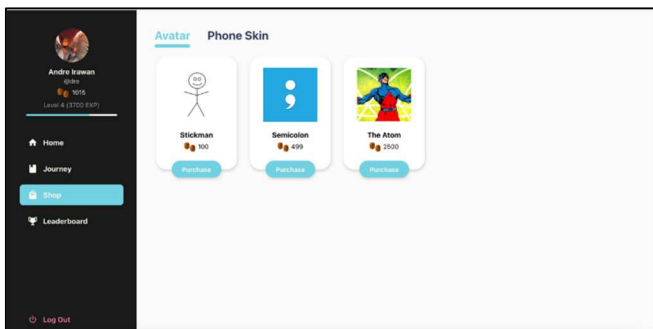 Andre Irawan
@dre
1015
Level 4 (3700 EXP)
Home
Journey
Shop
Leaderboard
Log Out
Avatar Phone Skin
Stickman
100
Purchase
Semicolon
499
Purchase
The Atom
2500
Purchase